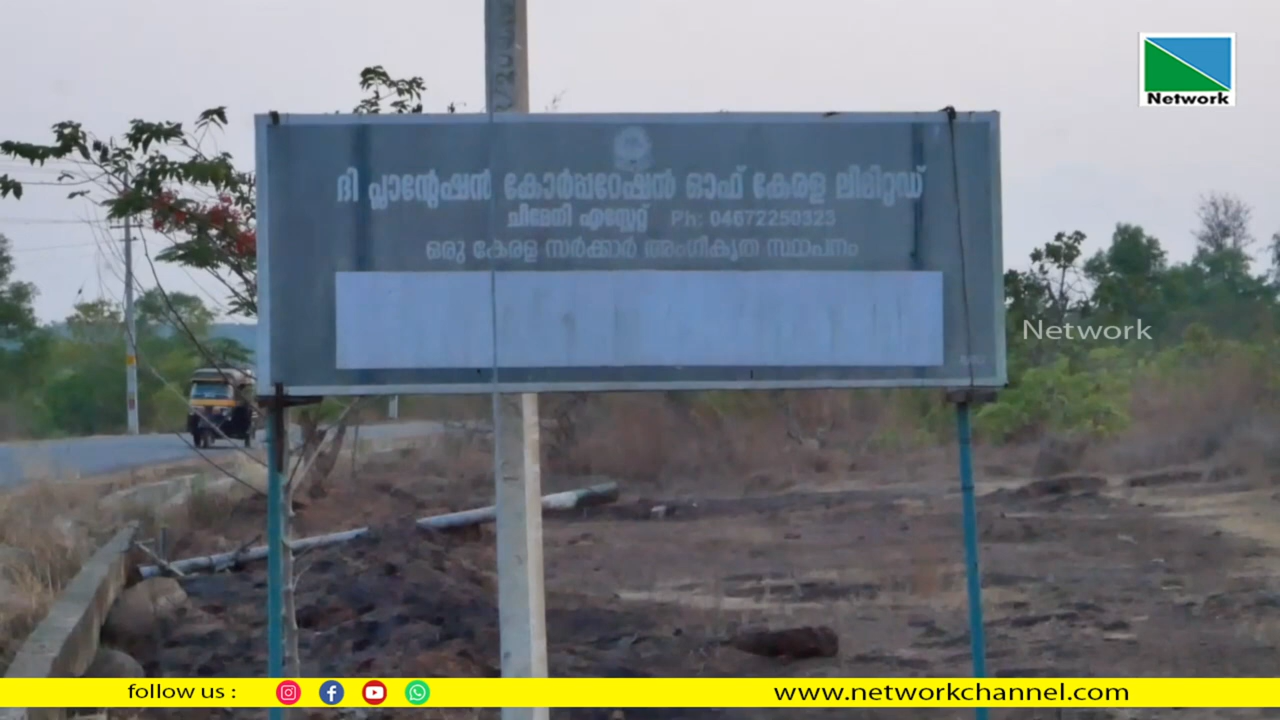 Network
ദി പ്ലാന്റേഷൻ കോർപ്പറേഷൻ ഓഫ് കേരള ലിമിറ്റഡ്
ചീമേനി എസ്റ്റേറ്റ് Ph: 04672250323
ഒരു കേരള സർക്കാർ അംഗീകൃത സ്ഥാപനം
Network
follow us :
www.networkchannel.com